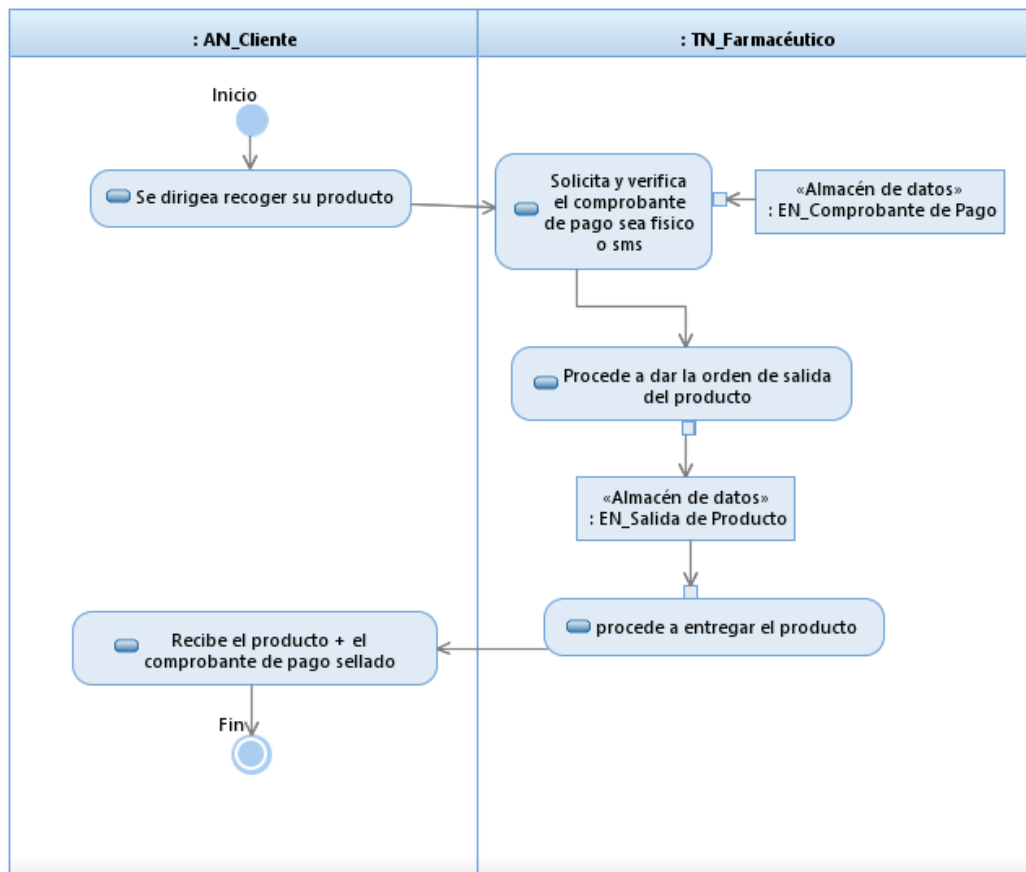 : AN_Cliente
: TN_Farmacéutico
Inicio
Se dirigea recoger su producto
Solicita y verifica
el comprobante
de pago sea fisico
o sms
«Almacén de datos»
: EN_Comprobante de Pago
Procede a dar la orden de salida
del producto
«Almacén de datos»
: EN_Salida de Producto
procede a entregar el producto
Recibe el producto + el
comprobante de pago sellado
Fin